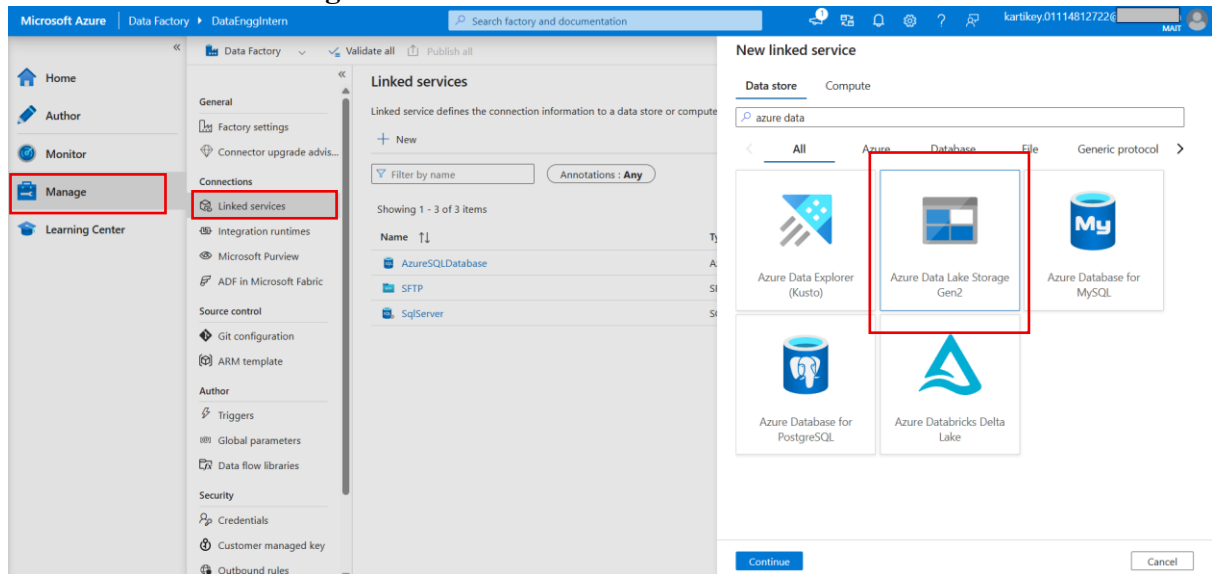 Microsoft Azure
Data Factory
DataEnggIntern
Search factory and documentation
1
kartikey.01114812722@
MAIT
Home
Author
Monitor
Manage
Learning Center
Data Factory
Validate all
Publish all
General
Factory settings
Connector upgrade advis...
Connections
Linked services
Integration runtimes
Microsoft Purview
ADF in Microsoft Fabric
Source control
Git configuration
ARM template
Author
Triggers
Global parameters
Data flow libraries
Security
Credentials
Customer managed key
Outbound rules
Linked services
Linked service defines the connection information to a data store or compute
New
Filter by name
Annotations : Any
Showing 1 - 3 of 3 items
Name
AzureSQLDatabase
SFTP
SqlServer
New linked service
Data store
Compute
azure data
All
Azure
Database
File
Generic protocol
Azure Data Explorer
(Kusto)
Azure Data Lake Storage
Gen2
My
Azure Database for
MySQL
Azure Database for
PostgreSQL
Azure Databricks Delta
Lake
Continue
Cancel